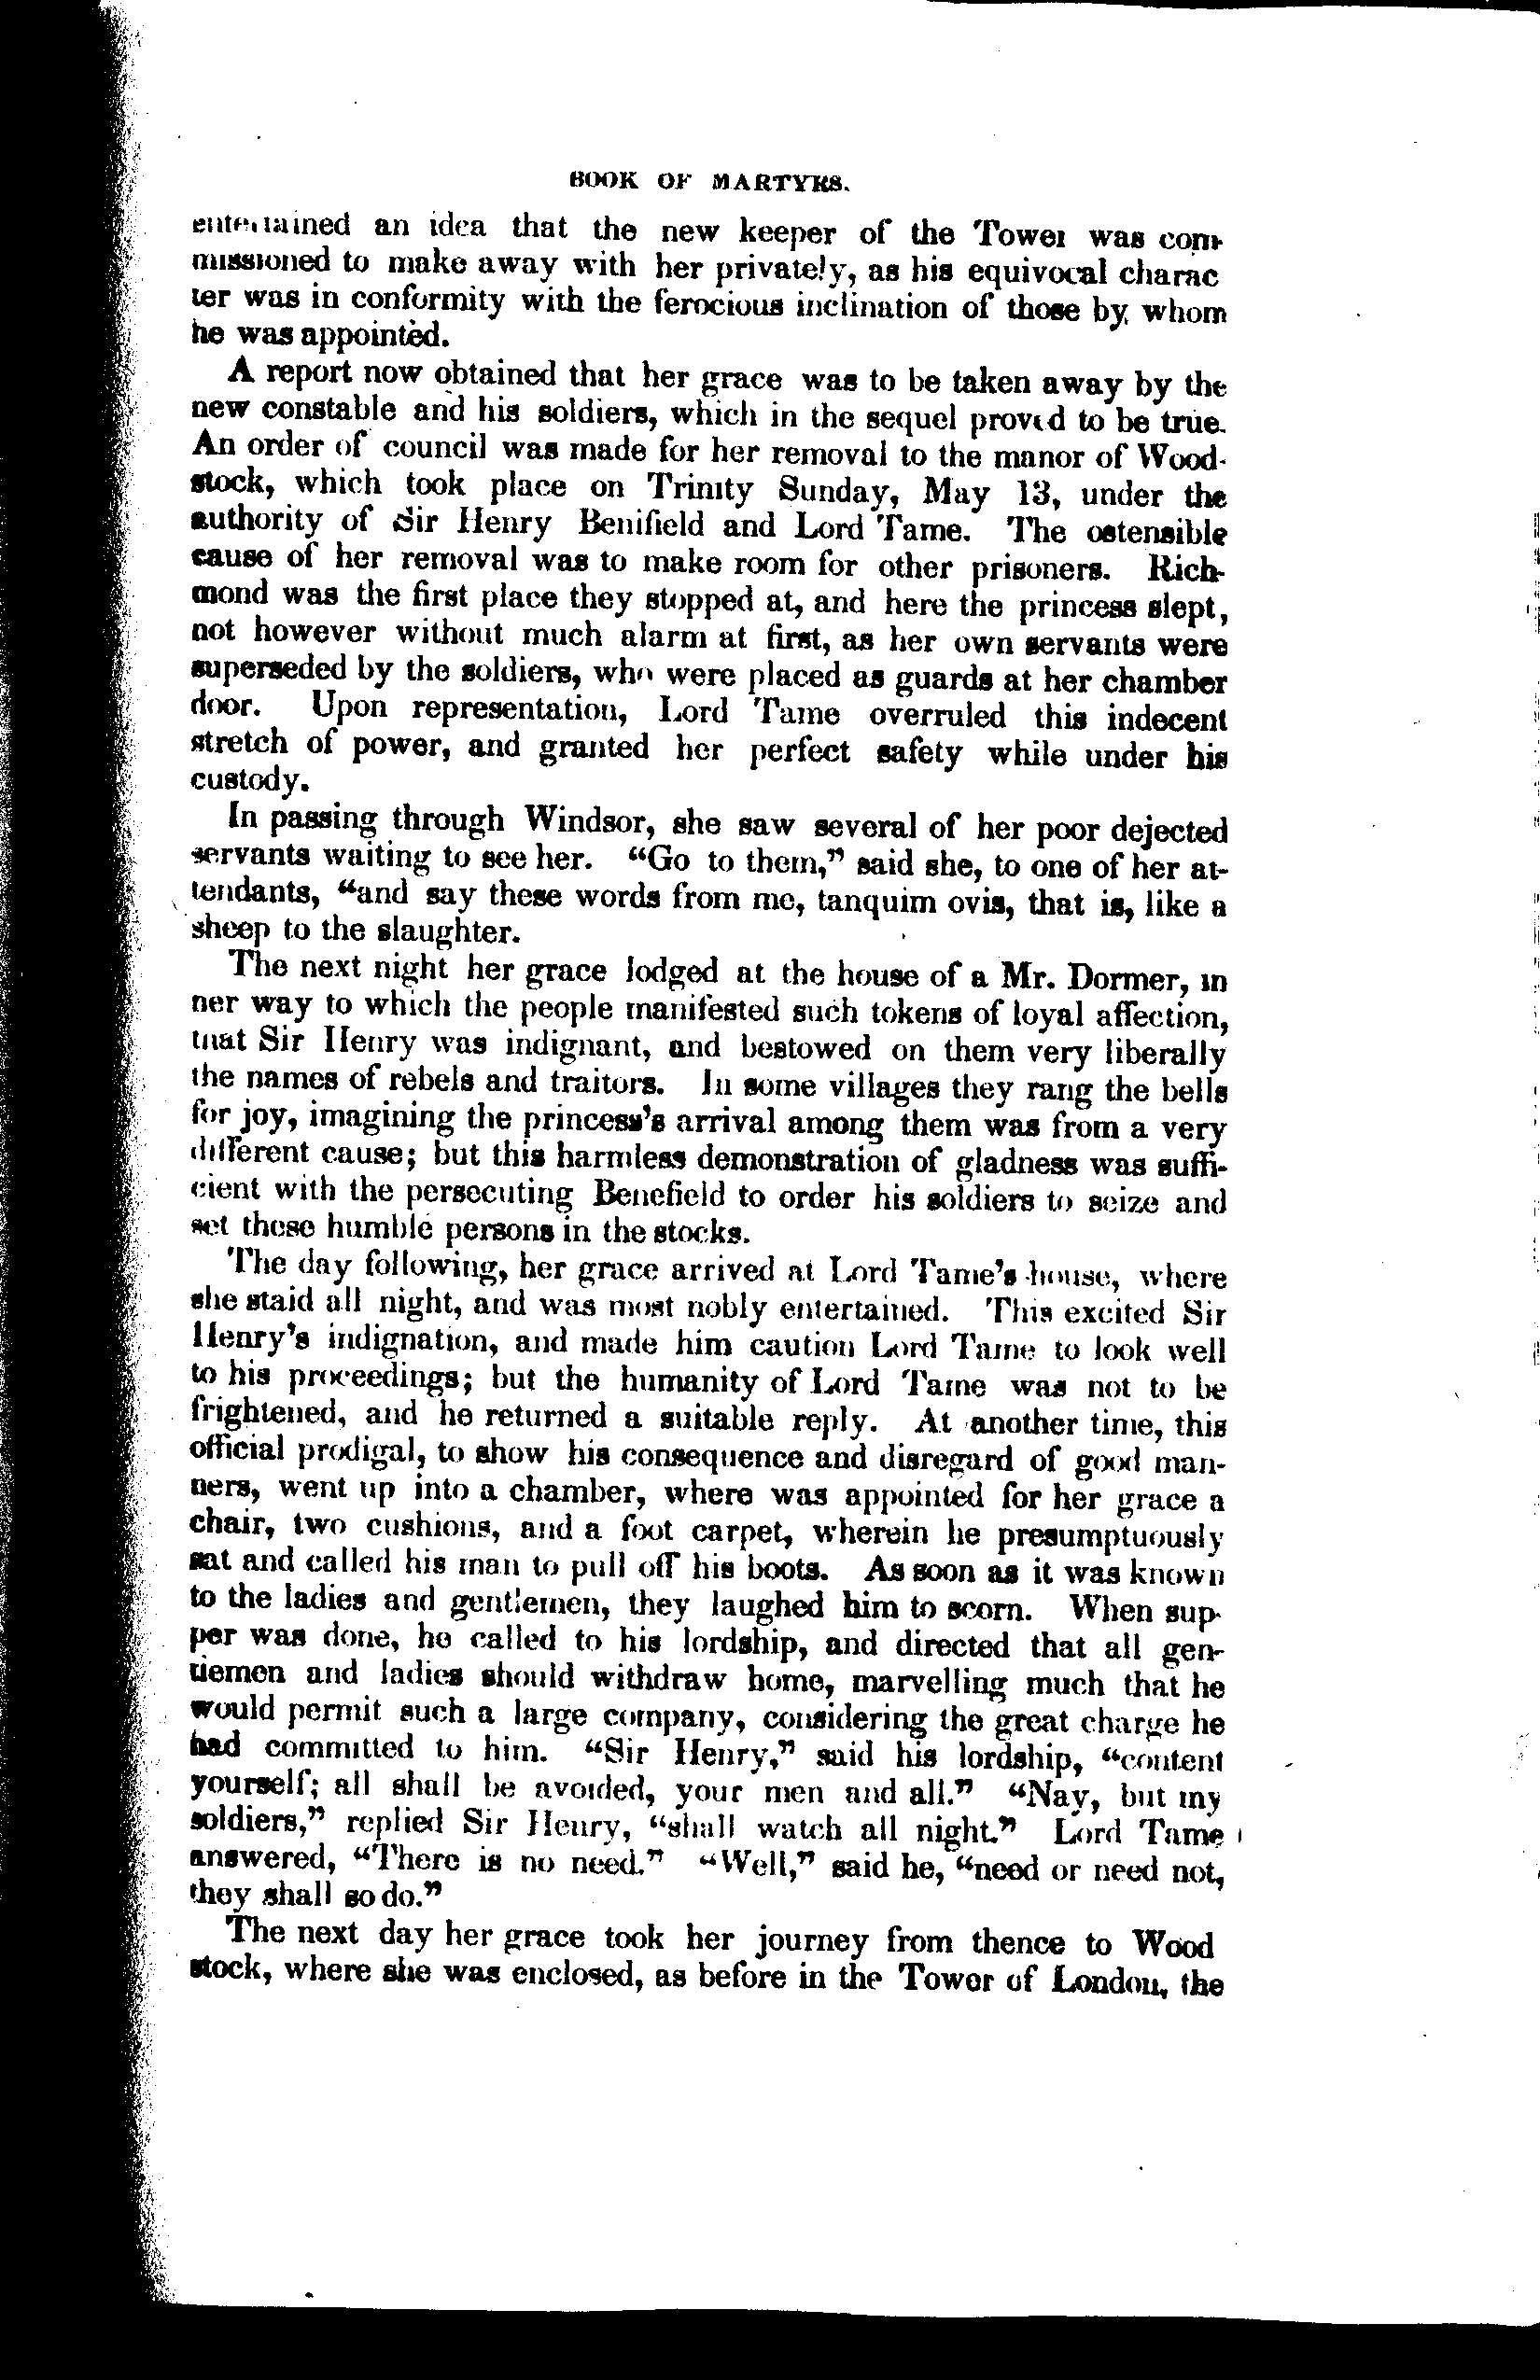 BOOK OF MARTYRS.
entertained an idea that the new keeper of the Tower was com-
missioned to make away with her privately, as his equivocal charac
ter was in conformity with the ferocious inclination of those by whom
he was appointed.
A report now obtained that her grace was to be taken away by the
new constable and his soldiers, which in the sequel proved to be true.
An order of council was made for her removal to the manor of Wood-
stock, which took place on Trinity Sunday, May 13, under the
authority of Sir Henry Benifield and Lord Tame. The ostensible
cause of her removal was to make room for other prisoners. Rich-
mond was the first place they stopped at, and here the princess slept,
not however without much alarm at first, as her own servants were
superseded by the soldiers, who were placed as guards at her chamber
door. Upon representation, Lord Tame overruled this indecent
stretch of power, and granted her perfect safety while under his
custody.
In passing through Windsor, she saw several of her poor dejected
servants waiting to see her. “Go to them,” said she, to one of her at-
tendants, “and say these words from me, tanquim ovis, that is, like a
sheep to the slaughter.
The next night her grace lodged at the house of a Mr. Dormer, in
her way to which the people manifested such tokens of loyal affection,
that Sir Henry was indignant, and bestowed on them very liberally
the names of rebels and traitors. In some villages they rang the bells
for joy, imagining the princess’s arrival among them was from a very
different cause; but this harmless demonstration of gladness was suffi-
cient with the persecuting Benefield to order his soldiers to seize and
set these humble persons in the stocks.
The day following, her grace arrived at Lord Tame’s house, where
she staid all night, and was most nobly entertained. This excited Sir
Henry’s indignation, and made him caution Lord Tame to look well
to his proceedings; but the humanity of Lord Tame was not to be
frightened, and he returned a suitable reply. At another time, this
official prodigal, to show his consequence and disregard of good man-
ners, went up into a chamber, where was appointed for her grace a
chair, two cushions, and a foot carpet, wherein he presumptuously
sat and called his man to pull off his boots. As soon as it was known
to the ladies and gentlemen, they laughed him to scorn. When sup-
per was done, he called to his lordship, and directed that all gen-
tlemen and ladies should withdraw home, marvelling much that he
would permit such a large company, considering the great charge he
had committed to him. “Sir Henry,” said his lordship, “content
yourself; all shall be avoided, your men and all.” “Nay, but my
soldiers,” replied Sir Henry, “shall watch all night.” Lord Tame
answered, “There is no need.” “Well,” said he, “need or need not,
they shall so do.”
The next day her grace took her journey from thence to Wood
stock, where she was enclosed, as before in the Tower of London, the